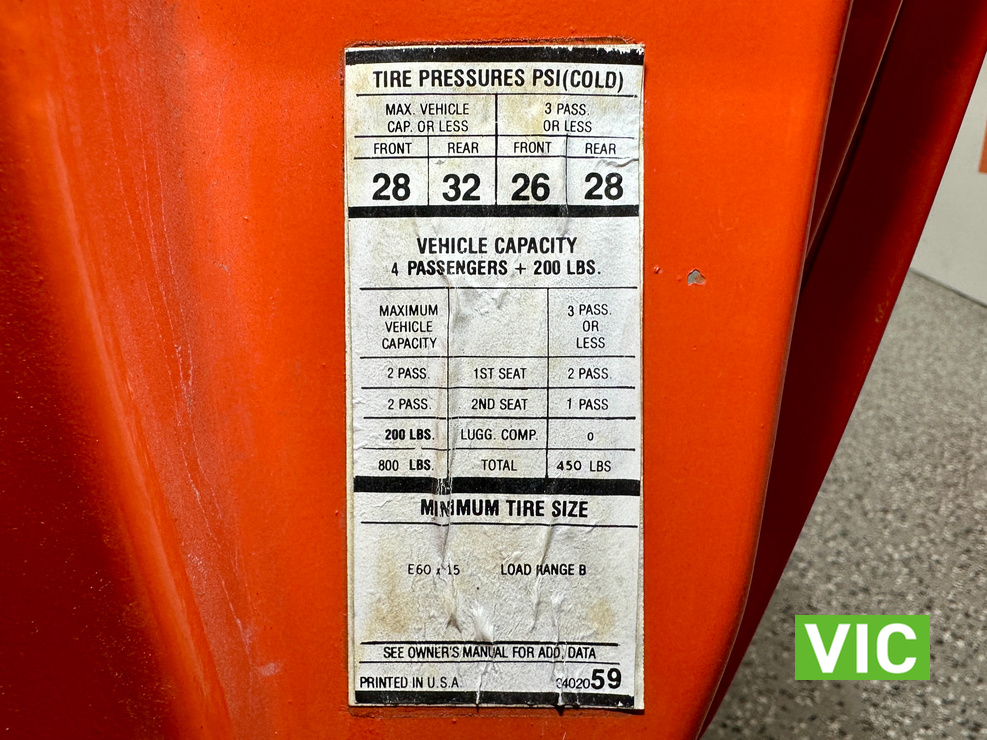 TIRE PRESSURES PSI(COLD)
MAX. VEHICLE CAP. OR LESS
3 PASS. OR LESS
FRONT REAR FRONT REAR
28 32 26 28
VEHICLE CAPACITY
4 PASSENGERS + 200 LBS.
MAXIMUM VEHICLE CAPACITY
3 PASS. OR LESS
2 PASS. 1ST SEAT 2 PASS.
2 PASS. 2ND SEAT 1 PASS
200 LBS. LUGG. COMP. 0
800 LBS. TOTAL 450 LBS
MINIMUM TIRE SIZE
E60 x 15 LOAD RANGE B
SEE OWNER'S MANUAL FOR ADD, DATA
PRINTED IN U.S.A. 3402059
VIC